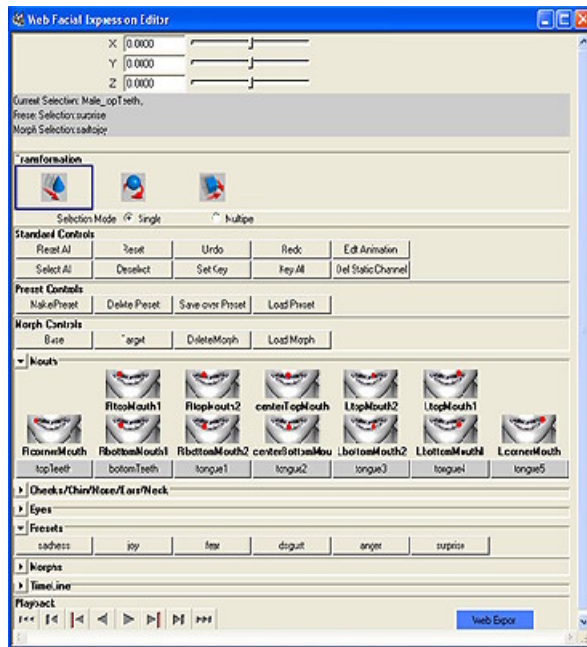 Web Facial Expression Editor
X 0.0000
Y 0.0000
Z 0.0000
Current Selection: Male_topTeeth,
Preset Selection: surprise
Morph Selection: sadtojoy
Transformation
Selection Mode Single Multiple
Standard Controls
Reset All Reset Undo Redo Edit Animation
Select All Deselect Set Key Key All Del Static Channel
Preset Controls
Make Preset Delete Preset Save over Preset Load Preset
Morph Controls
Base Target Delete Morph Load Morph
Mouth
RtopMouth1 RtopMouth2 centerTopMouth LtopMouth2 LtopMouth1
RcornerMouth RbottomMouth1 RbottomMouth2 centerBottomMou LbottomMouth2 LbottomMouth1 LcornerMouth
topTeeth bottomTeeth tongue1 tongue2 tongue3 tongue4 tongue5
Cheeks/Chin/Nose/Ears/Neck
Eyes
Presets
sadness joy fear disgust anger surprise
Morphs
TimeLine
Playback
Web Export